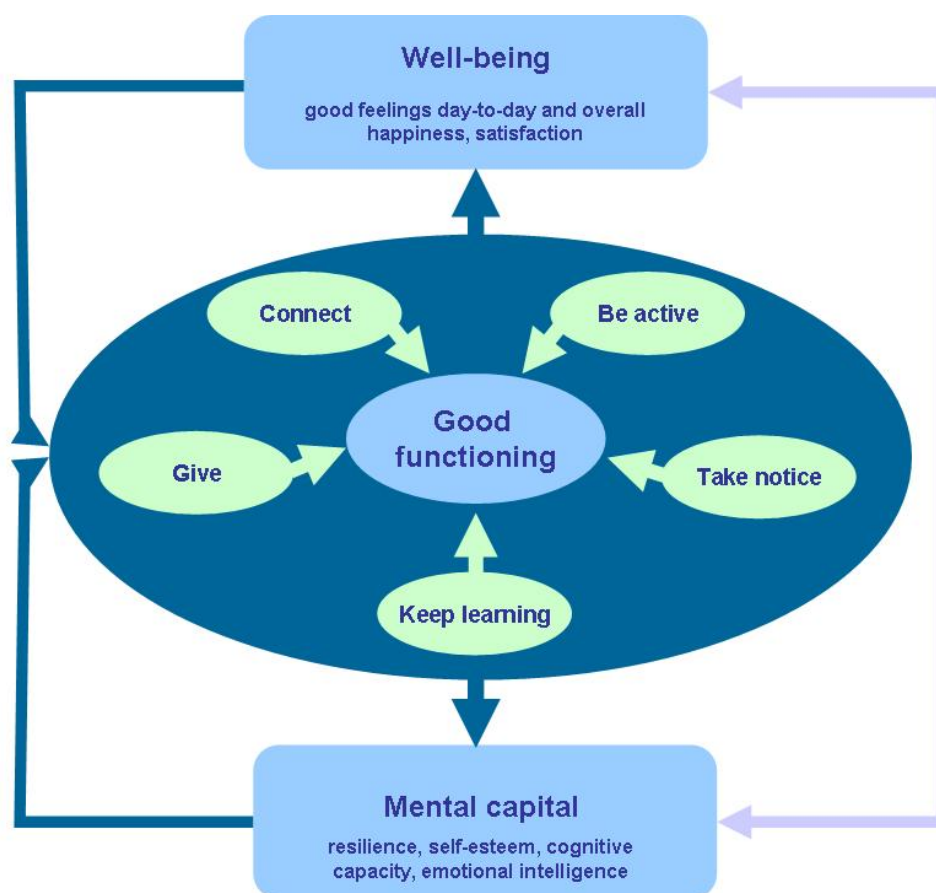 Well-being
good feelings day-to-day and overall
happiness, satisfaction
Connect
Be active
Good
functioning
Give
Take notice
Keep learning
Mental capital
resilience, self-esteem, cognitive
capacity, emotional intelligence